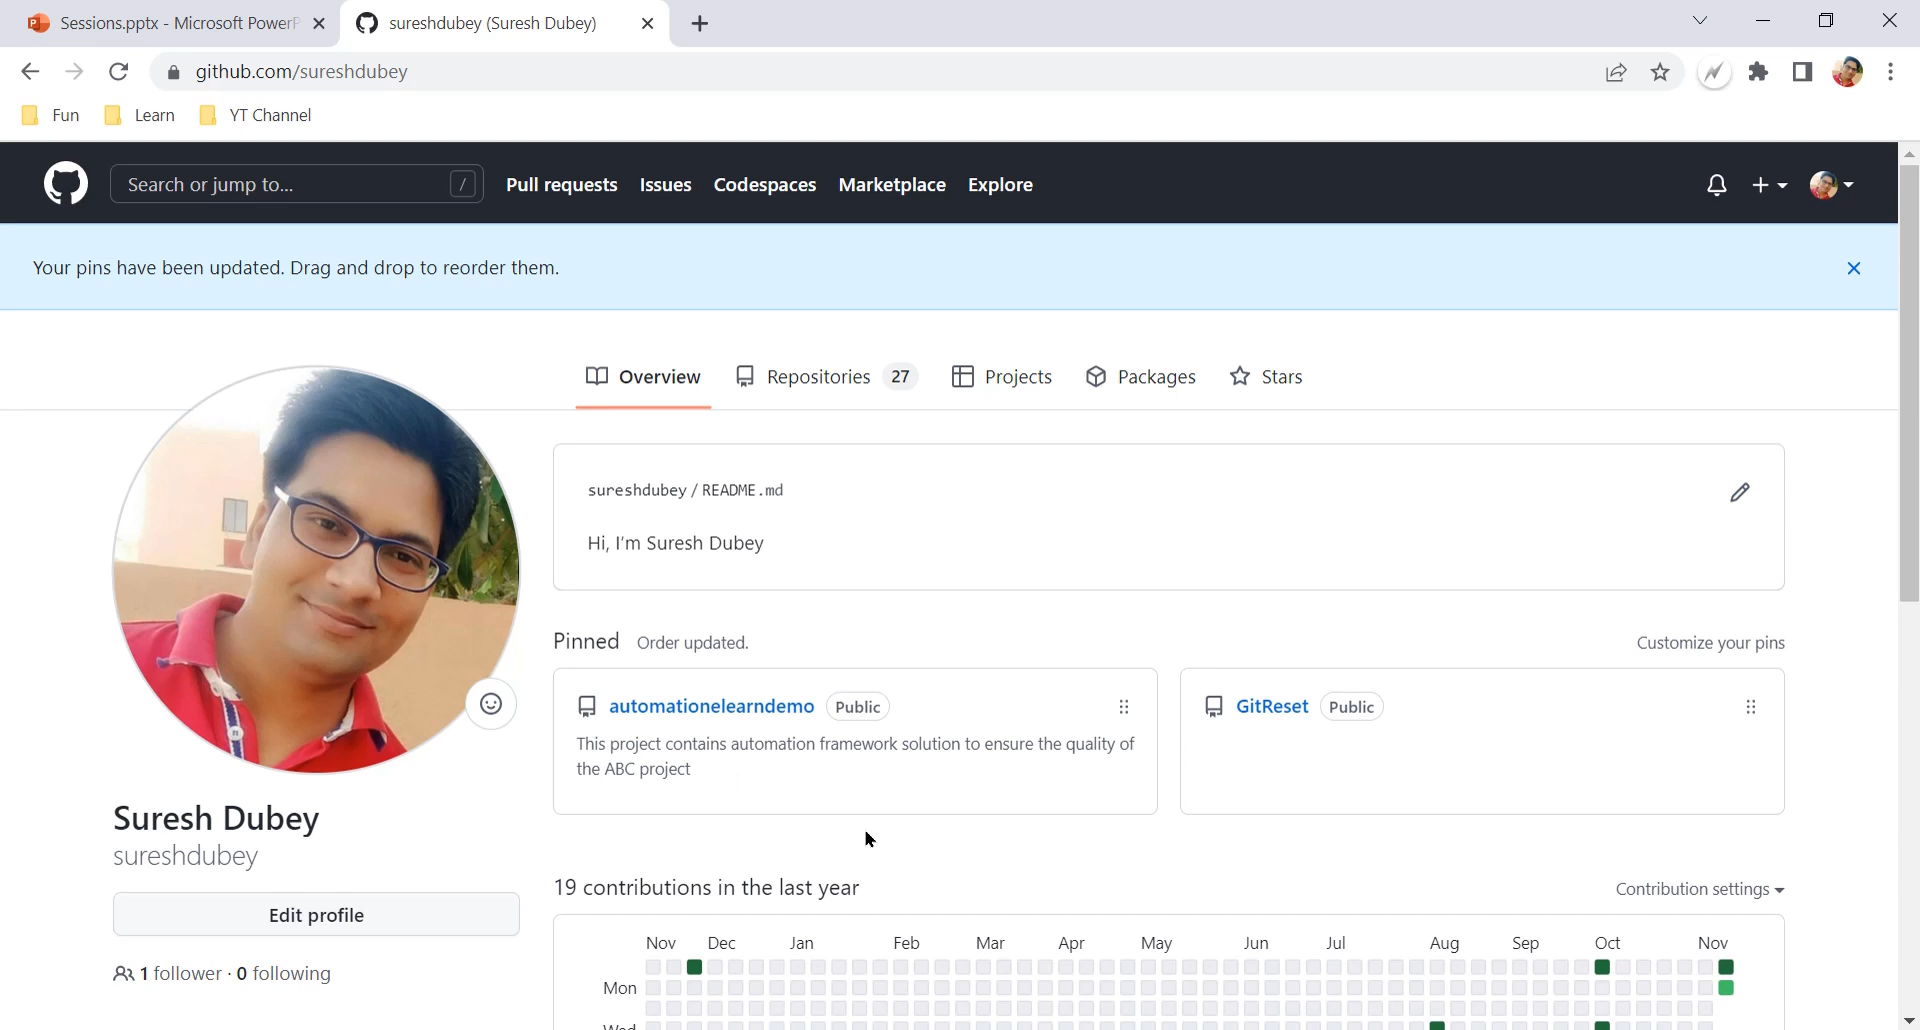 Sessions.pptx - Microsoft PowerP
sureshdubey (Suresh Dubey)
github.com/sureshdubey
Fun
Learn
YT Channel
Search or jump to...
/
Pull requests
Issues
Codespaces
Marketplace
Explore
Your pins have been updated. Drag and drop to reorder them.
Overview
Repositories 27
Projects
Packages
Stars
sureshdubey / README.md
Hi, I'm Suresh Dubey
Pinned Order updated.
Customize your pins
automationelearndemo Public
This project contains automation framework solution to ensure the quality of
the ABC project
GitReset Public
Suresh Dubey
sureshdubey
Edit profile
1 follower · 0 following
19 contributions in the last year
Contribution settings
Nov Dec Jan Feb Mar Apr May Jun Jul Aug Sep Oct Nov
Mon
Wed